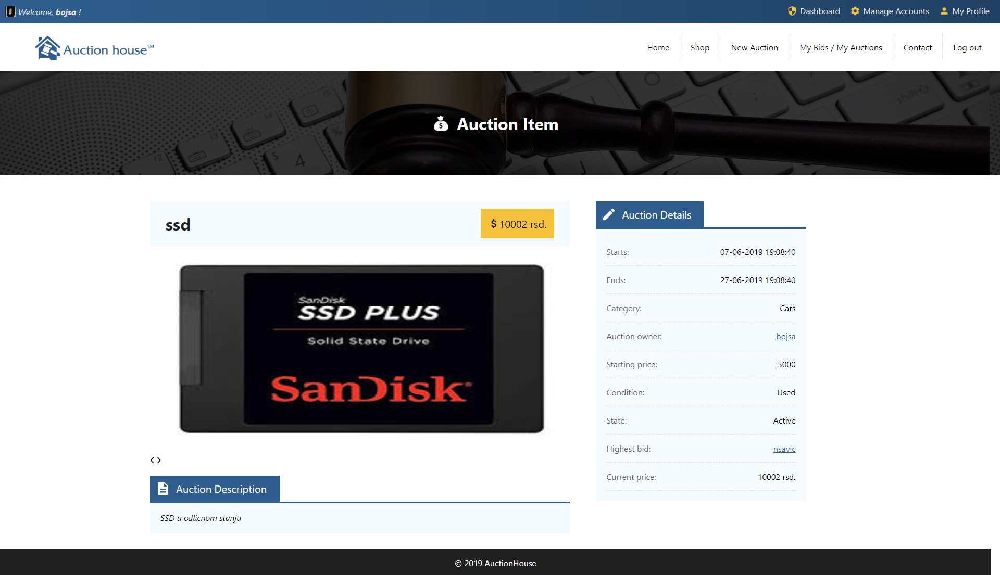 Welcome, bojsa !
Dashboard
Manage Accounts
My Profile
Auction house™
Home
Shop
New Auction
My Bids / My Auctions
Contact
Log out
Auction Item
ssd
$ 10002 rsd.
SanDisk
SSD PLUS
Solid State Drive
SanDisk®
Auction Description
SSD u odlicnom stanju
Auction Details
Starts: 07-06-2019 19:08:40
Ends: 27-06-2019 19:08:40
Category: Cars
Auction owner: bojsa
Starting price: 5000
Condition: Used
State: Active
Highest bid: nsavic
Current price: 10002 rsd.
© 2019 AuctionHouse